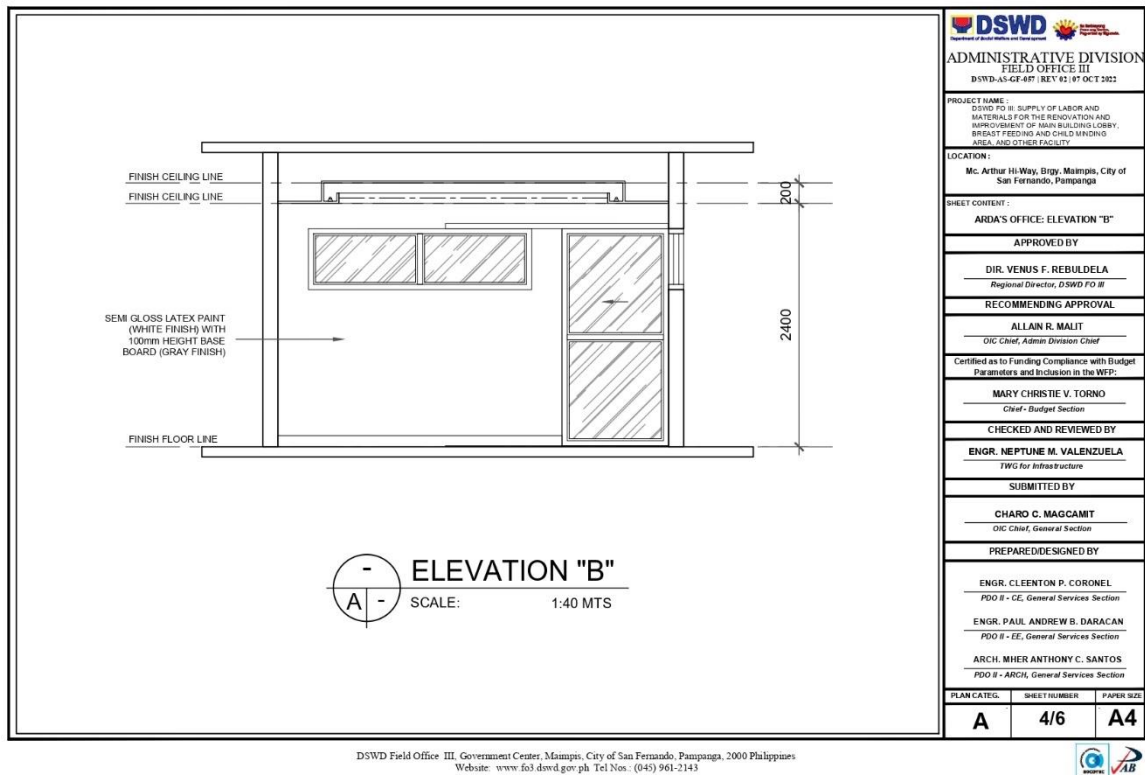 FINISH CEILING LINE
FINISH CEILING LINE
200
SEMI GLOSS LATEX PAINT
(WHITE FINISH) WITH
100mm HEIGHT BASE
BOARD (GRAY FINISH)
2400
FINISH FLOOR LINE
-
A -
ELEVATION "B"
SCALE: 1:40 MTS
DSWD
Department of Social Welfare and Development
ADMINISTRATIVE DIVISION
FIELD OFFICE III
DSWD-AS-GF-057 | REV 02 | 07 OCT 2022
PROJECT NAME :
DSWD FO III: SUPPLY OF LABOR AND
MATERIALS FOR THE RENOVATION AND
IMPROVEMENT OF MAIN BUILDING LOBBY,
BREAST FEEDING AND CHILD MINDING
AREA, AND OTHER FACILITY
LOCATION :
Mc. Arthur Hi-Way, Brgy. Maimpis, City of
San Fernando, Pampanga
SHEET CONTENT :
ARDA'S OFFICE: ELEVATION "B"
APPROVED BY
DIR. VENUS F. REBULDELA
Regional Director, DSWD FO III
RECOMMENDING APPROVAL
ALLAIN R. MALIT
OIC Chief, Admin Division Chief
Certified as to Funding Compliance with Budget
Parameters and Inclusion in the WFP:
MARY CHRISTIE V. TORNO
Chief - Budget Section
CHECKED AND REVIEWED BY
ENGR. NEPTUNE M. VALENZUELA
TWG for Infrastructure
SUBMITTED BY
CHARO C. MAGCAMIT
OIC Chief, General Section
PREPARED/DESIGNED BY
ENGR. CLEENTON P. CORONEL
PDO II - CE, General Services Section
ENGR. PAUL ANDREW B. DARACAN
PDO II - EE, General Services Section
ARCH. MHER ANTHONY C. SANTOS
PDO II - ARCH, General Services Section
PLAN CATEG. SHEET NUMBER PAPER SIZE
A 4/6 A4
DSWD Field Office III, Government Center, Maimpis, City of San Fernando, Pampanga, 2000 Philippines
Website: www.fo3.dswd.gov.ph Tel Nos.: (045) 961-2143